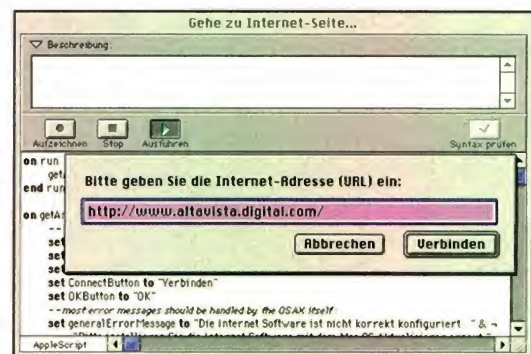 Gehe zu Internet-Seite...
Beschreibung:
Aufzeichnen Stop Ausführen Syntax prüfen
on run
end run
Bitte geben Sie die Internet-Adresse (URL) ein:
http://www.altavista.digital.com/
Abbrechen Verbinden
on
set
set
set
set ConnectButton to "Verbinden"
set OKButton to "OK"
--most error messages should be handled by the OSAX itself:
set generalErrorMessage to "Die Internet Software ist nicht korrekt konfiguriert. " & ¬
AppleScript